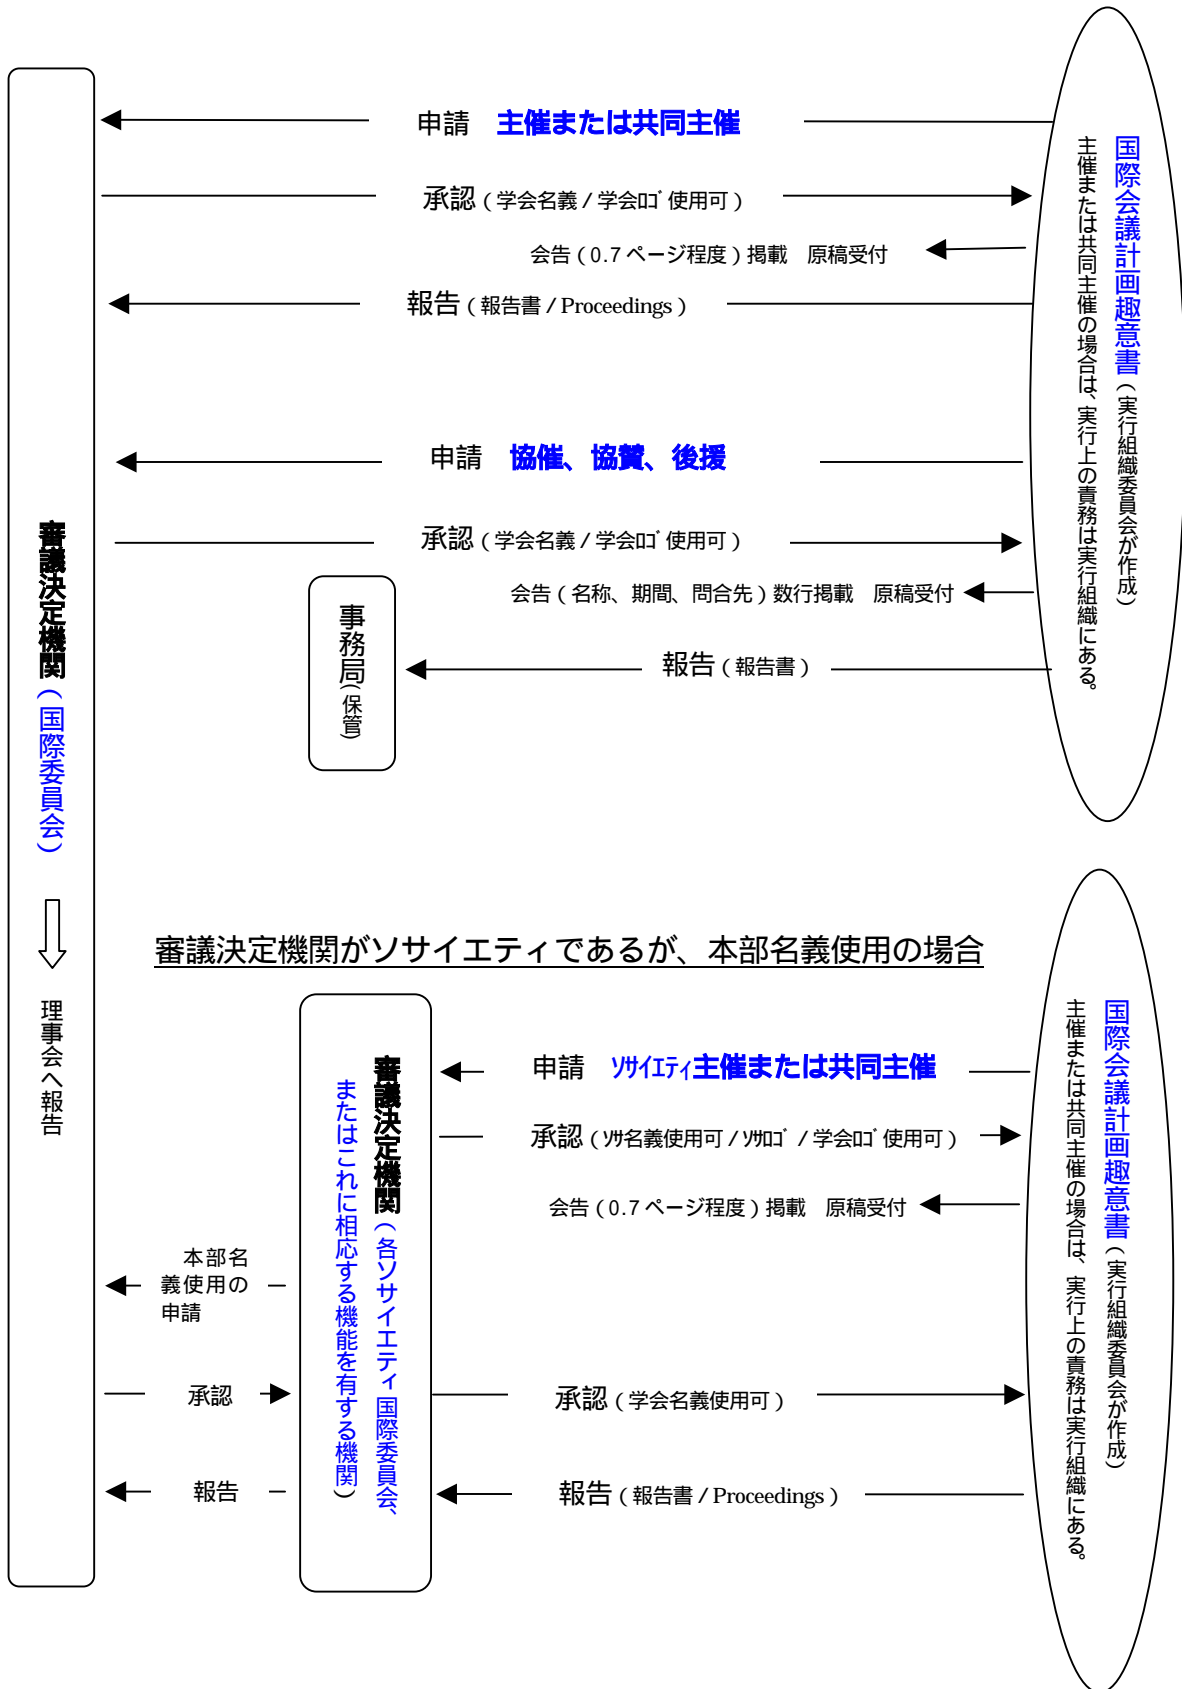 申請　主催または共同主催
承認（学会名義／学会ﾛｺﾞ使用可）
会告（0.7ページ程度）掲載　原稿受付
報告（報告書／Proceedings）
申請　協催、協賛、後援
承認（学会名義／学会ﾛｺﾞ使用可）
会告（名称、期間、問合先）数行掲載　原稿受付
報告（報告書）
事務局(保管)
国際会議計画趣意書（実行組織委員会が作成）
主催または共同主催の場合は、実行上の責務は実行組織にある。
審議決定機関（国際委員会）
理事会へ報告
審議決定機関がソサイエティであるが、本部名義使用の場合
審議決定機関（各ソサイエティ国際委員会、
またはこれに相応する機能を有する機関）
申請　ｿｻｲｴﾃｨ主催または共同主催
承認（ｿｻ名義使用可／ｿｻﾛｺﾞ／学会ﾛｺﾞ使用可）
会告（0.7ページ程度）掲載　原稿受付
本部名
義使用の
申請
承認
承認（学会名義使用可）
報告
報告（報告書／Proceedings）
国際会議計画趣意書（実行組織委員会が作成）
主催または共同主催の場合は、実行上の責務は実行組織にある。